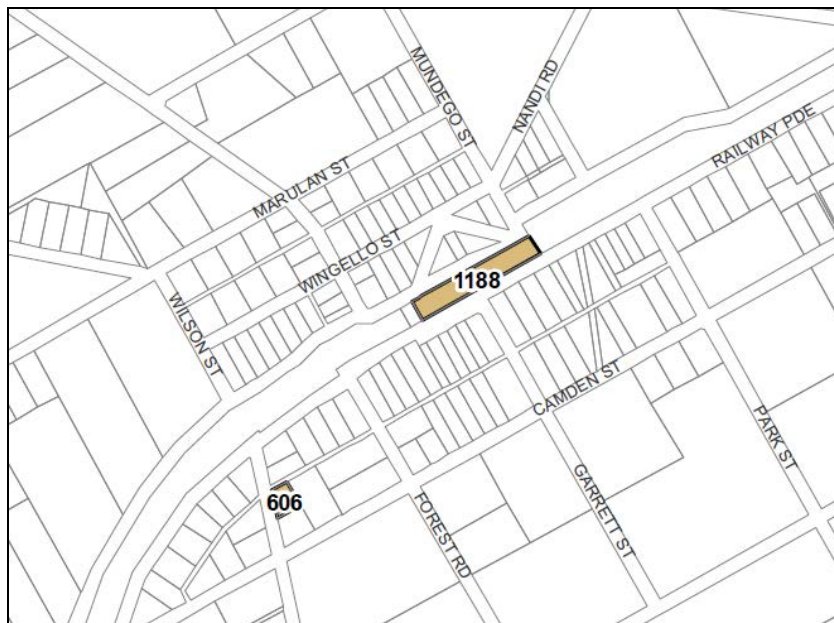 MUNDEGO ST
NANDI RD
RAILWAY PDE
MARULAN ST
WINGELLO ST
1188
WILSON ST
CAMDEN ST
PARK ST
606
FOREST RD
GARRETT ST